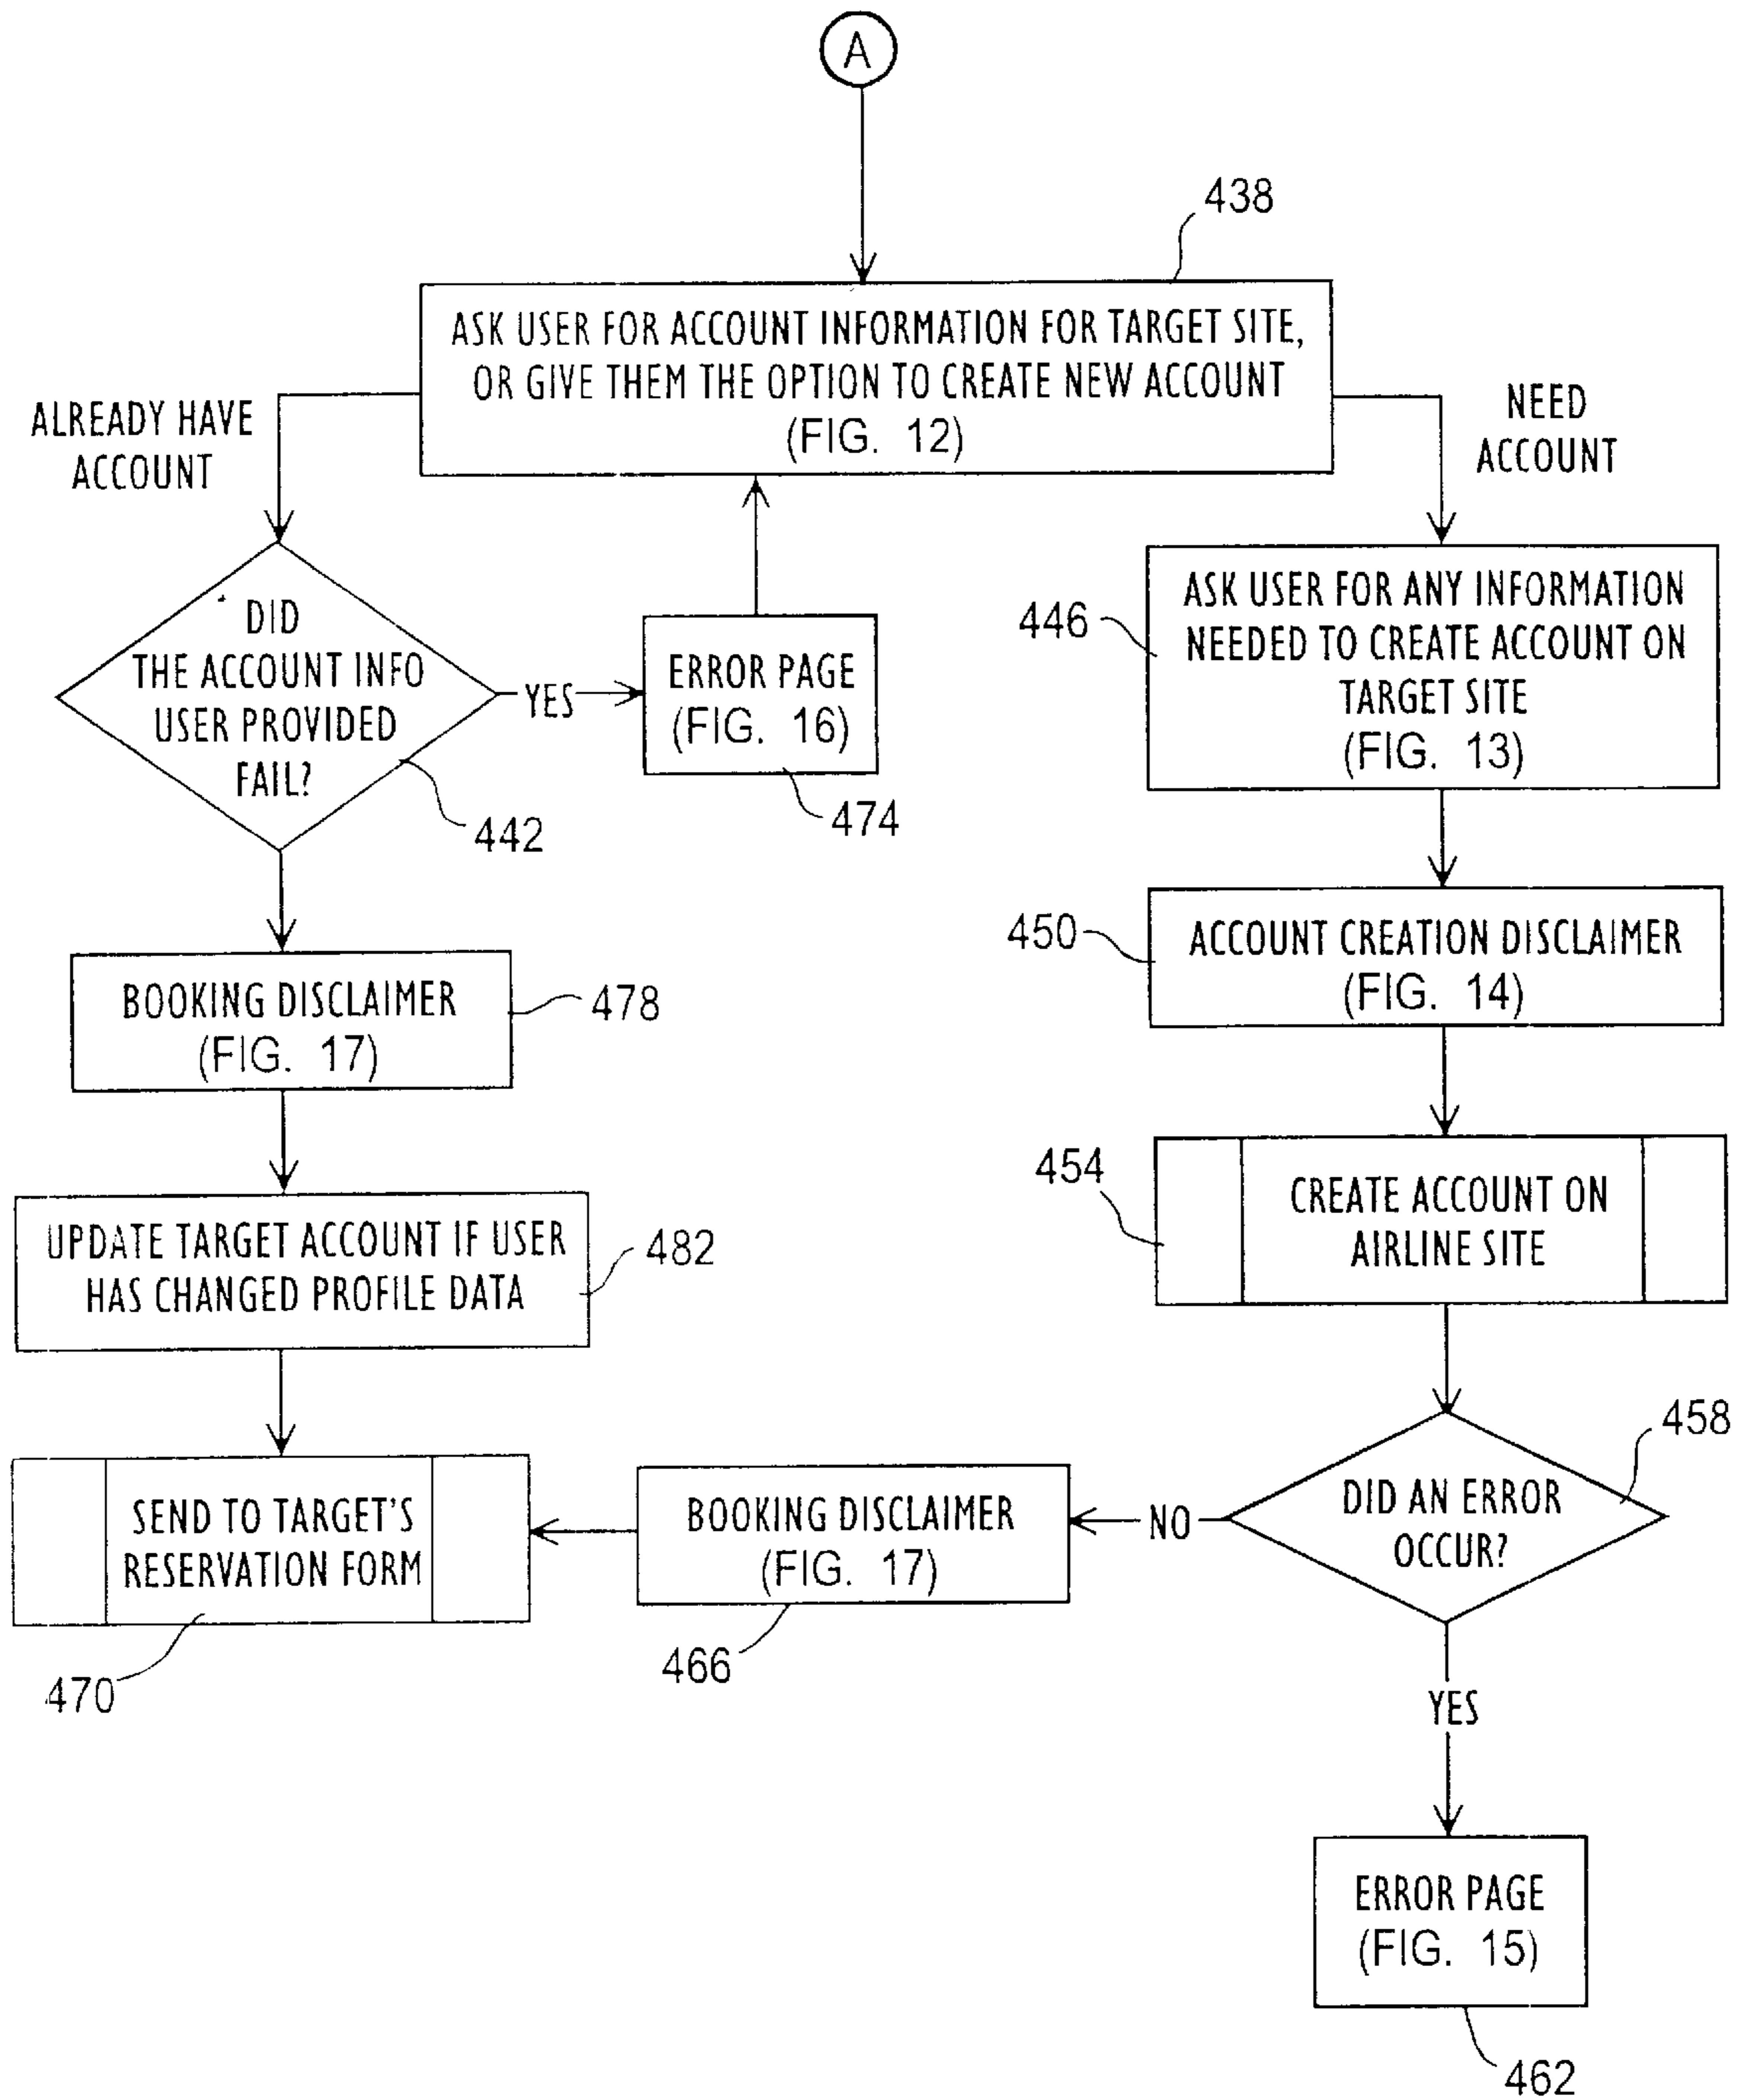 A
438
ASK USER FOR ACCOUNT INFORMATION FOR TARGET SITE,
OR GIVE THEM THE OPTION TO CREATE NEW ACCOUNT
(FIG. 12)
ALREADY HAVE
ACCOUNT
NEED
ACCOUNT
DID
THE ACCOUNT INFO
USER PROVIDED
FAIL?
442
YES
ERROR PAGE
(FIG. 16)
474
446
ASK USER FOR ANY INFORMATION
NEEDED TO CREATE ACCOUNT ON
TARGET SITE
(FIG. 13)
450
ACCOUNT CREATION DISCLAIMER
(FIG. 14)
BOOKING DISCLAIMER
(FIG. 17)
478
454
CREATE ACCOUNT ON
AIRLINE SITE
UPDATE TARGET ACCOUNT IF USER
HAS CHANGED PROFILE DATA
482
458
DID AN ERROR
OCCUR?
NO
BOOKING DISCLAIMER
(FIG. 17)
466
SEND TO TARGET'S
RESERVATION FORM
470
YES
ERROR PAGE
(FIG. 15)
462